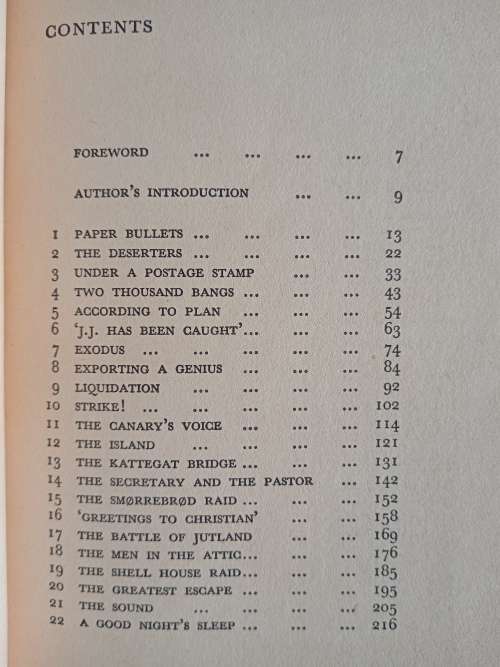 CONTENTS
FOREWORD ... ... ... ... 7
AUTHOR'S INTRODUCTION ... ... 9
1 PAPER BULLETS ... ... ... ... 13
2 THE DESERTERS ... ... ... ... 22
3 UNDER A POSTAGE STAMP ... ... 33
4 TWO THOUSAND BANGS ... ... ... 43
5 ACCORDING TO PLAN ... ... ... 54
6 'J.J. HAS BEEN CAUGHT'... ... ... 63
7 EXODUS ... ... ... ... ... 74
8 EXPORTING A GENIUS ... ... ... 84
9 LIQUIDATION ... ... ... ... 92
10 STRIKE! ... ... ... ... ... 102
11 THE CANARY'S VOICE ... ... ... 114
12 THE ISLAND ... ... ... ... 121
13 THE KATTEGAT BRIDGE ... ... ... 131
14 THE SECRETARY AND THE PASTOR ... 142
15 THE SMØRREBRØD RAID ... ... ... 152
16 'GREETINGS TO CHRISTIAN' ... ... 158
17 THE BATTLE OF JUTLAND ... ... 169
18 THE MEN IN THE ATTIC... ... ... 176
19 THE SHELL HOUSE RAID... ... ... 185
20 THE GREATEST ESCAPE ... ... ... 195
21 THE SOUND ... ... ... ... 205
22 A GOOD NIGHT'S SLEEP ... ... ... 216